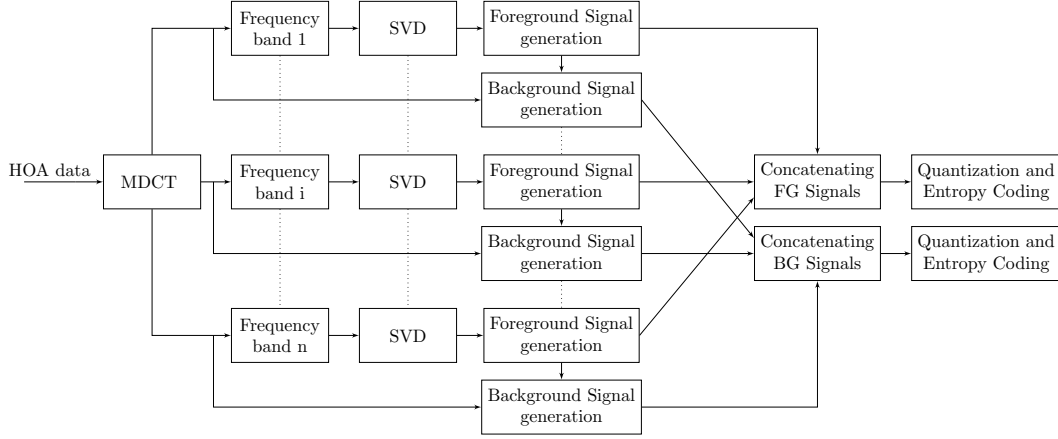 Frequency
band 1
SVD
Foreground Signal
generation
Background Signal
generation
HOA data
MDCT
Frequency
band i
SVD
Foreground Signal
generation
Concatenating
FG Signals
Quantization and
Entropy Coding
Background Signal
generation
Concatenating
BG Signals
Quantization and
Entropy Coding
Frequency
band n
SVD
Foreground Signal
generation
Background Signal
generation